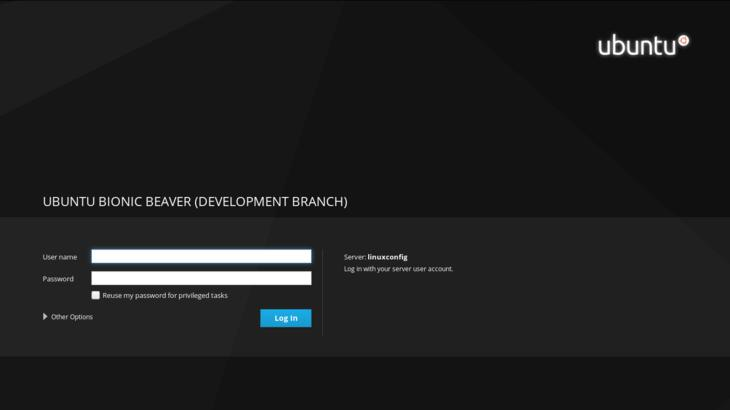 ubuntu
UBUNTU BIONIC BEAVER (DEVELOPMENT BRANCH)
User name
Password
Reuse my password for privileged tasks
Other Options
Log In
Server: linuxconfig
Log in with your server user account.